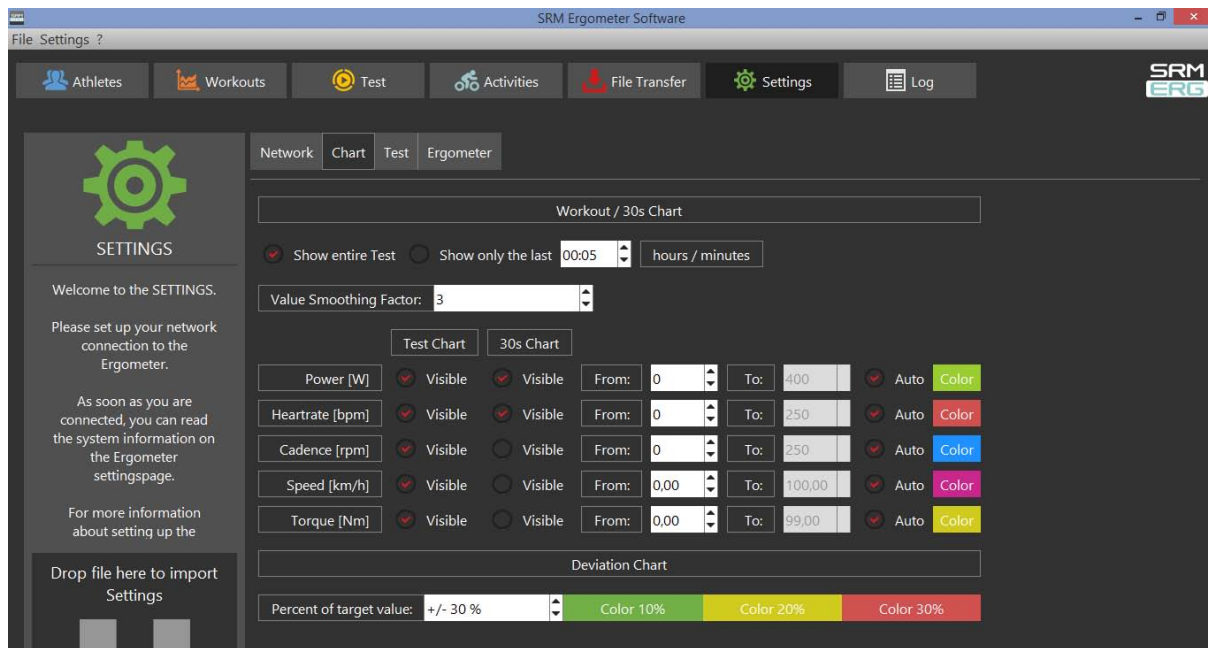 SRM
SRM Ergometer Software
File Settings ?
Athletes Workouts Test Activities File Transfer Settings Log
SRM
ERG
Network Chart Test Ergometer
SETTINGS
Welcome to the SETTINGS.
Please set up your network
connection to the
Ergometer.
As soon as you are
connected, you can read
the system information on
the Ergometer
settingspage.
For more information
about setting up the
Drop file here to import
Settings
Workout / 30s Chart
Show entire Test Show only the last 00:05 hours / minutes
Value Smoothing Factor: 3
Test Chart 30s Chart
Power [W] Visible Visible From: 0 To: 400 Auto Color
Heartrate [bpm] Visible Visible From: 0 To: 250 Auto Color
Cadence [rpm] Visible Visible From: 0 To: 250 Auto Color
Speed [km/h] Visible Visible From: 0,00 To: 100,00 Auto Color
Torque [Nm] Visible Visible From: 0,00 To: 99,00 Auto Color
Deviation Chart
Percent of target value: +/- 30 % Color 10% Color 20% Color 30%